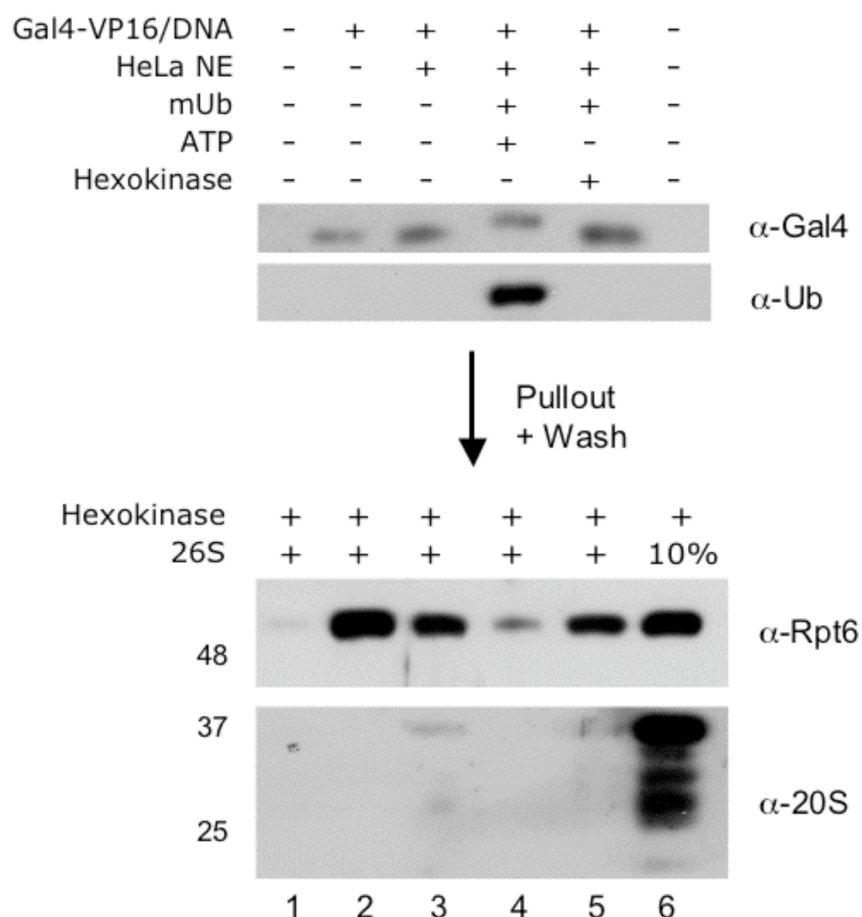 Gal4-VP16/DNA - + + + + -
HeLa NE - - + + + -
mUb - - - + + -
ATP - - - + - -
Hexokinase - - - - + -
α-Gal4
α-Ub
Pullout
+ Wash
Hexokinase + + + + + +
26S + + + + + 10%
48
α-Rpt6
37
25
α-20S
1 2 3 4 5 6